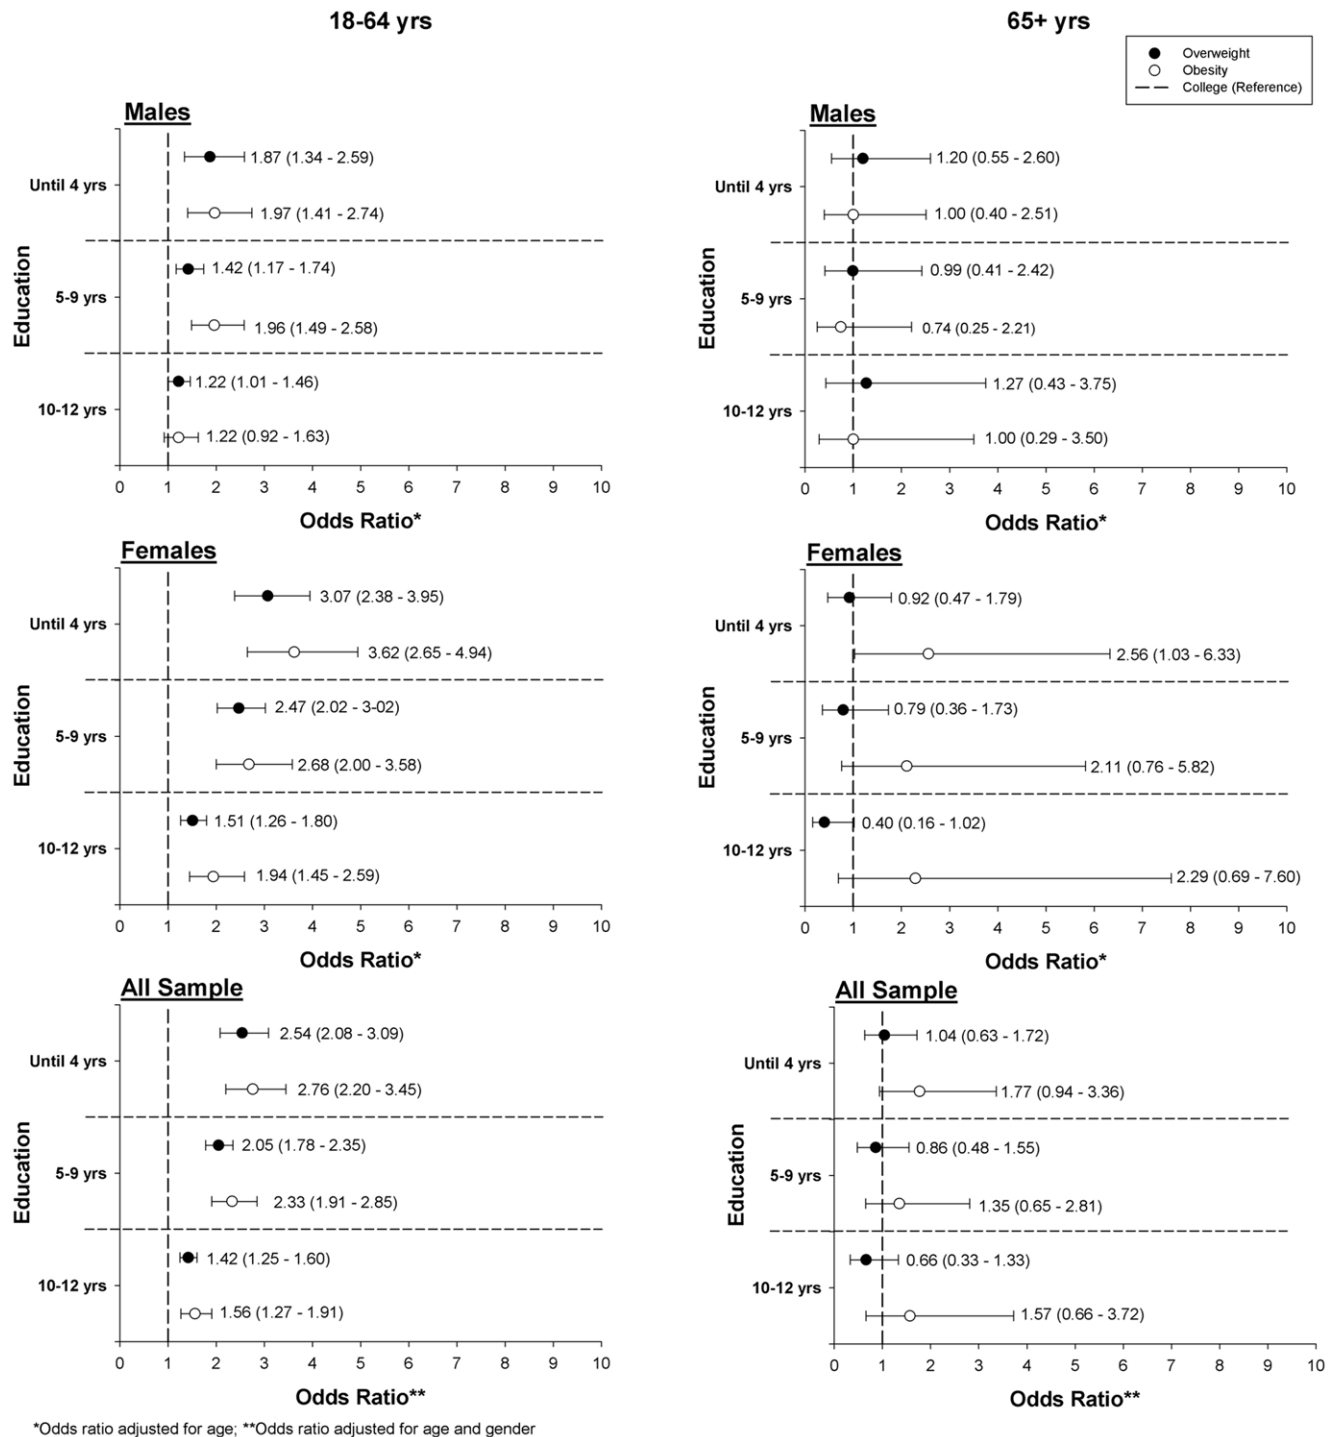 18-64 yrs
65+ yrs
Overweight
Obesity
College (Reference)
Males
Education
Until 4 yrs
1.87 (1.34 - 2.59)
1.97 (1.41 - 2.74)
5-9 yrs
1.42 (1.17 - 1.74)
1.96 (1.49 - 2.58)
10-12 yrs
1.22 (1.01 - 1.46)
1.22 (0.92 - 1.63)
0 1 2 3 4 5 6 7 8 9 10
Odds Ratio*
Males
Education
Until 4 yrs
1.20 (0.55 - 2.60)
1.00 (0.40 - 2.51)
5-9 yrs
0.99 (0.41 - 2.42)
0.74 (0.25 - 2.21)
10-12 yrs
1.27 (0.43 - 3.75)
1.00 (0.29 - 3.50)
0 1 2 3 4 5 6 7 8 9 10
Odds Ratio*
Females
Education
Until 4 yrs
3.07 (2.38 - 3.95)
3.62 (2.65 - 4.94)
5-9 yrs
2.47 (2.02 - 3-02)
2.68 (2.00 - 3.58)
10-12 yrs
1.51 (1.26 - 1.80)
1.94 (1.45 - 2.59)
0 1 2 3 4 5 6 7 8 9 10
Odds Ratio*
Females
Education
Until 4 yrs
0.92 (0.47 - 1.79)
2.56 (1.03 - 6.33)
5-9 yrs
0.79 (0.36 - 1.73)
2.11 (0.76 - 5.82)
10-12 yrs
0.40 (0.16 - 1.02)
2.29 (0.69 - 7.60)
0 1 2 3 4 5 6 7 8 9 10
Odds Ratio*
All Sample
Education
Until 4 yrs
2.54 (2.08 - 3.09)
2.76 (2.20 - 3.45)
5-9 yrs
2.05 (1.78 - 2.35)
2.33 (1.91 - 2.85)
10-12 yrs
1.42 (1.25 - 1.60)
1.56 (1.27 - 1.91)
0 1 2 3 4 5 6 7 8 9 10
Odds Ratio**
All Sample
Education
Until 4 yrs
1.04 (0.63 - 1.72)
1.77 (0.94 - 3.36)
5-9 yrs
0.86 (0.48 - 1.55)
1.35 (0.65 - 2.81)
10-12 yrs
0.66 (0.33 - 1.33)
1.57 (0.66 - 3.72)
0 1 2 3 4 5 6 7 8 9 10
Odds Ratio**
*Odds ratio adjusted for age; **Odds ratio adjusted for age and gender